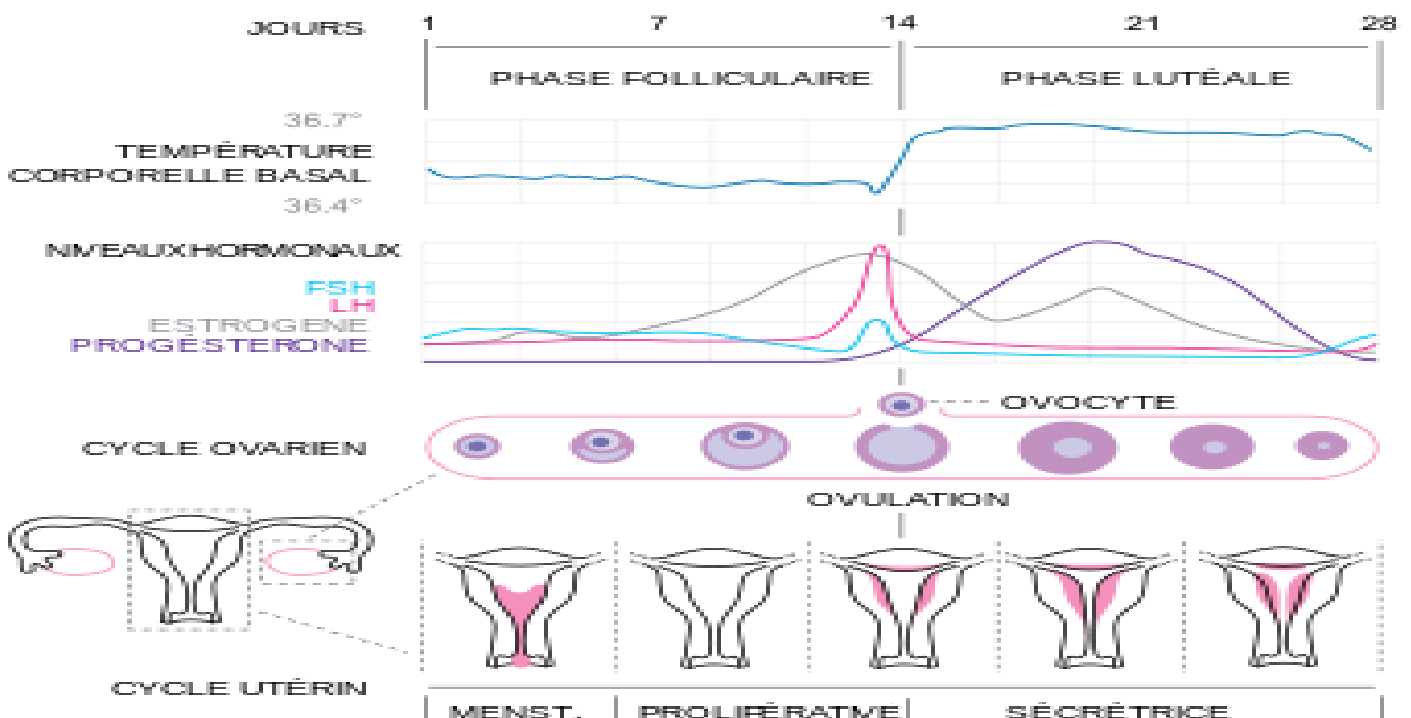 JOURS 1 7 14 21 28
PHASE FOLLICULAIRE PHASE LUTÉALE
36.7°
TEMPÉRATURE
CORPORELLE BASAL
36.4°
NIVEAUX HORMONAUX
FSH
LH
ESTROGENE
PROGÉSTERONE
OVOCYTE
CYCLE OVARIEN
OVULATION
CYCLE UTÉRIN
MENST. PROLIFÉRATIVE SÉCRÉTRICE